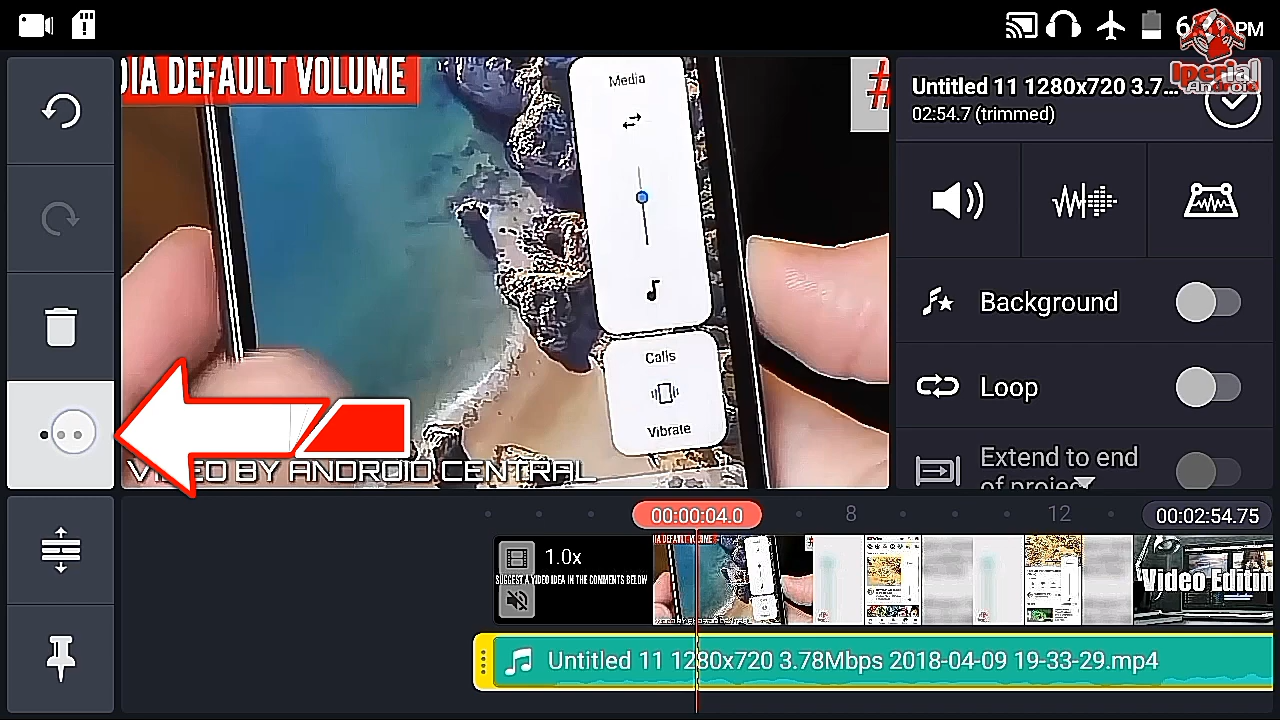 PM
Iperial
Android
DIA DEFAULT VOLUME
#
Media
Calls
Vibrate
VIDEO BY ANDROID CENTRAL
Untitled 11 1280x720 3.7...
02:54.7 (trimmed)
Background
Loop
Extend to end
of project
00:00:04.0
8
12
00:02:54.75
1.0x
SUGGEST A VIDEO IDEA IN THE COMMENTS BELOW
Video Editin
Untitled 11 1280x720 3.78Mbps 2018-04-09 19-33-29.mp4